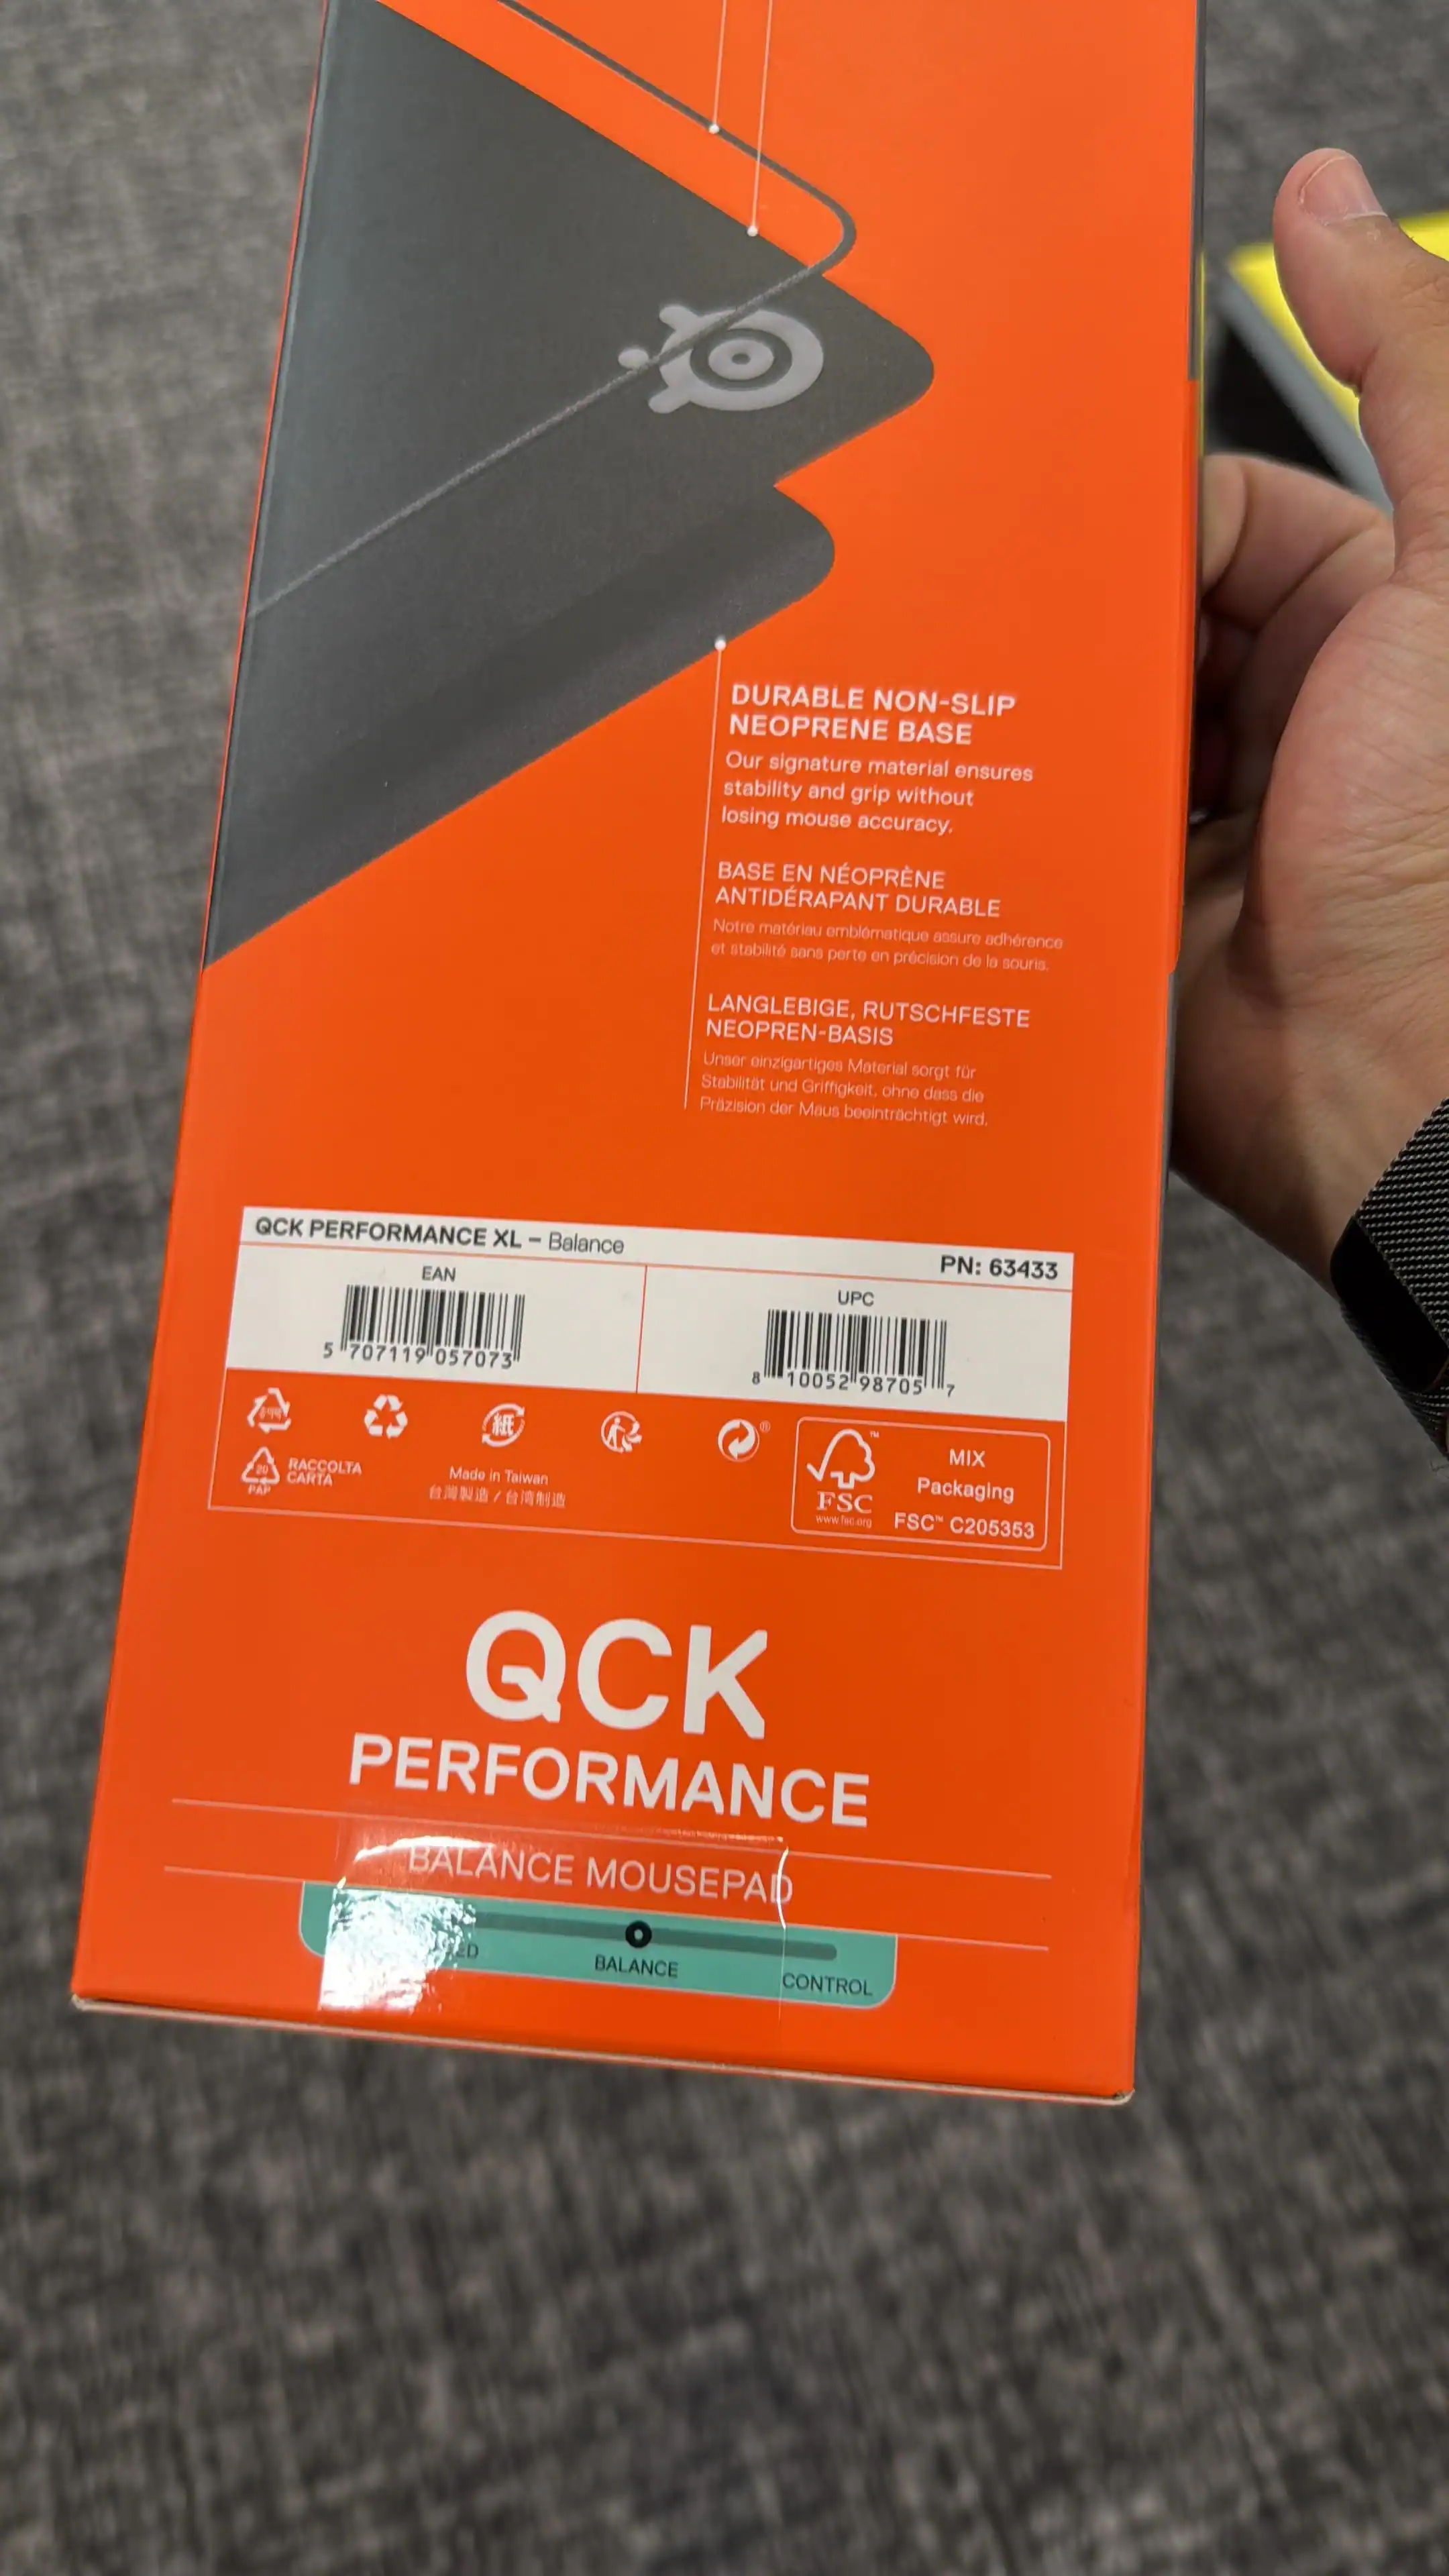 DURABLE NON-SLIP
NEOPRENE BASE
Our signature material ensures
stability and grip without
losing mouse accuracy.
BASE EN NÉOPRÈNE
ANTIDÉRAPANT DURABLE
Notre matériau emblématique assure adhérence
et stabilité sans perte en précision de la souris.
LANGLEBIGE, RUTSCHFESTE
NEOPREN-BASIS
Unser einzigartiges Material sorgt für
Stabilität und Griffigkeit, ohne dass die
Präzision der Maus beeinträchtigt wird.
QCK PERFORMANCE XL – Balance
PN: 63433
EAN
5 707119 057073
UPC
8 10052 98705 7
紙
20
PAP
RACCOLTA
CARTA
Made in Taiwan
台灣製造 / 台湾制造
®
™
FSC
www.fsc.org
MIX
Packaging
FSC™ C205353
QCK
PERFORMANCE
BALANCE MOUSEPAD
BALANCE
CONTROL